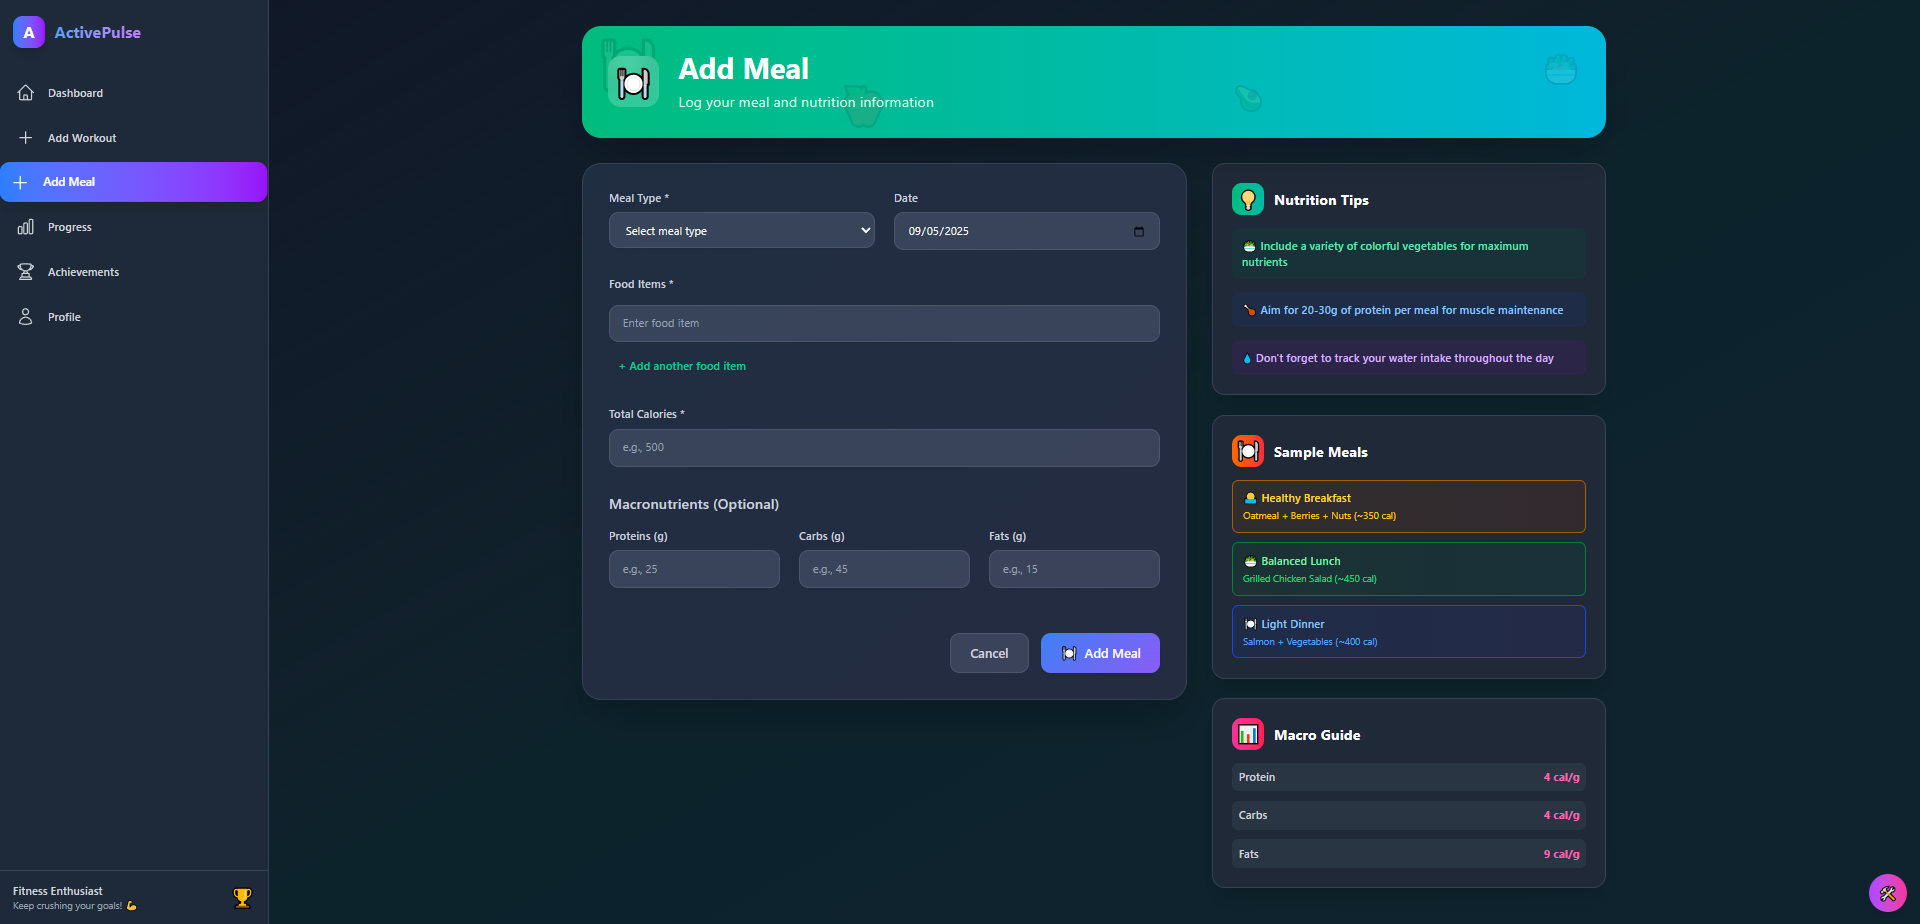 A
ActivePulse
Dashboard
Add Workout
Add Meal
Progress
Achievements
Profile
Fitness Enthusiast
Keep crushing your goals! 💪
Add Meal
Log your meal and nutrition information
Meal Type *
Date
Select meal type
09/05/2025
Food Items *
Enter food item
+ Add another food item
Total Calories *
e.g., 500
Macronutrients (Optional)
Proteins (g)
Carbs (g)
Fats (g)
e.g., 25
e.g., 45
e.g., 15
Cancel
🍽️ Add Meal
Nutrition Tips
🥗 Include a variety of colorful vegetables for maximum
nutrients
🍗 Aim for 20-30g of protein per meal for muscle maintenance
💧 Don't forget to track your water intake throughout the day
Sample Meals
🌅 Healthy Breakfast
Oatmeal + Berries + Nuts (~350 cal)
🥗 Balanced Lunch
Grilled Chicken Salad (~450 cal)
🍽️ Light Dinner
Salmon + Vegetables (~400 cal)
Macro Guide
Protein
4 cal/g
Carbs
4 cal/g
Fats
9 cal/g